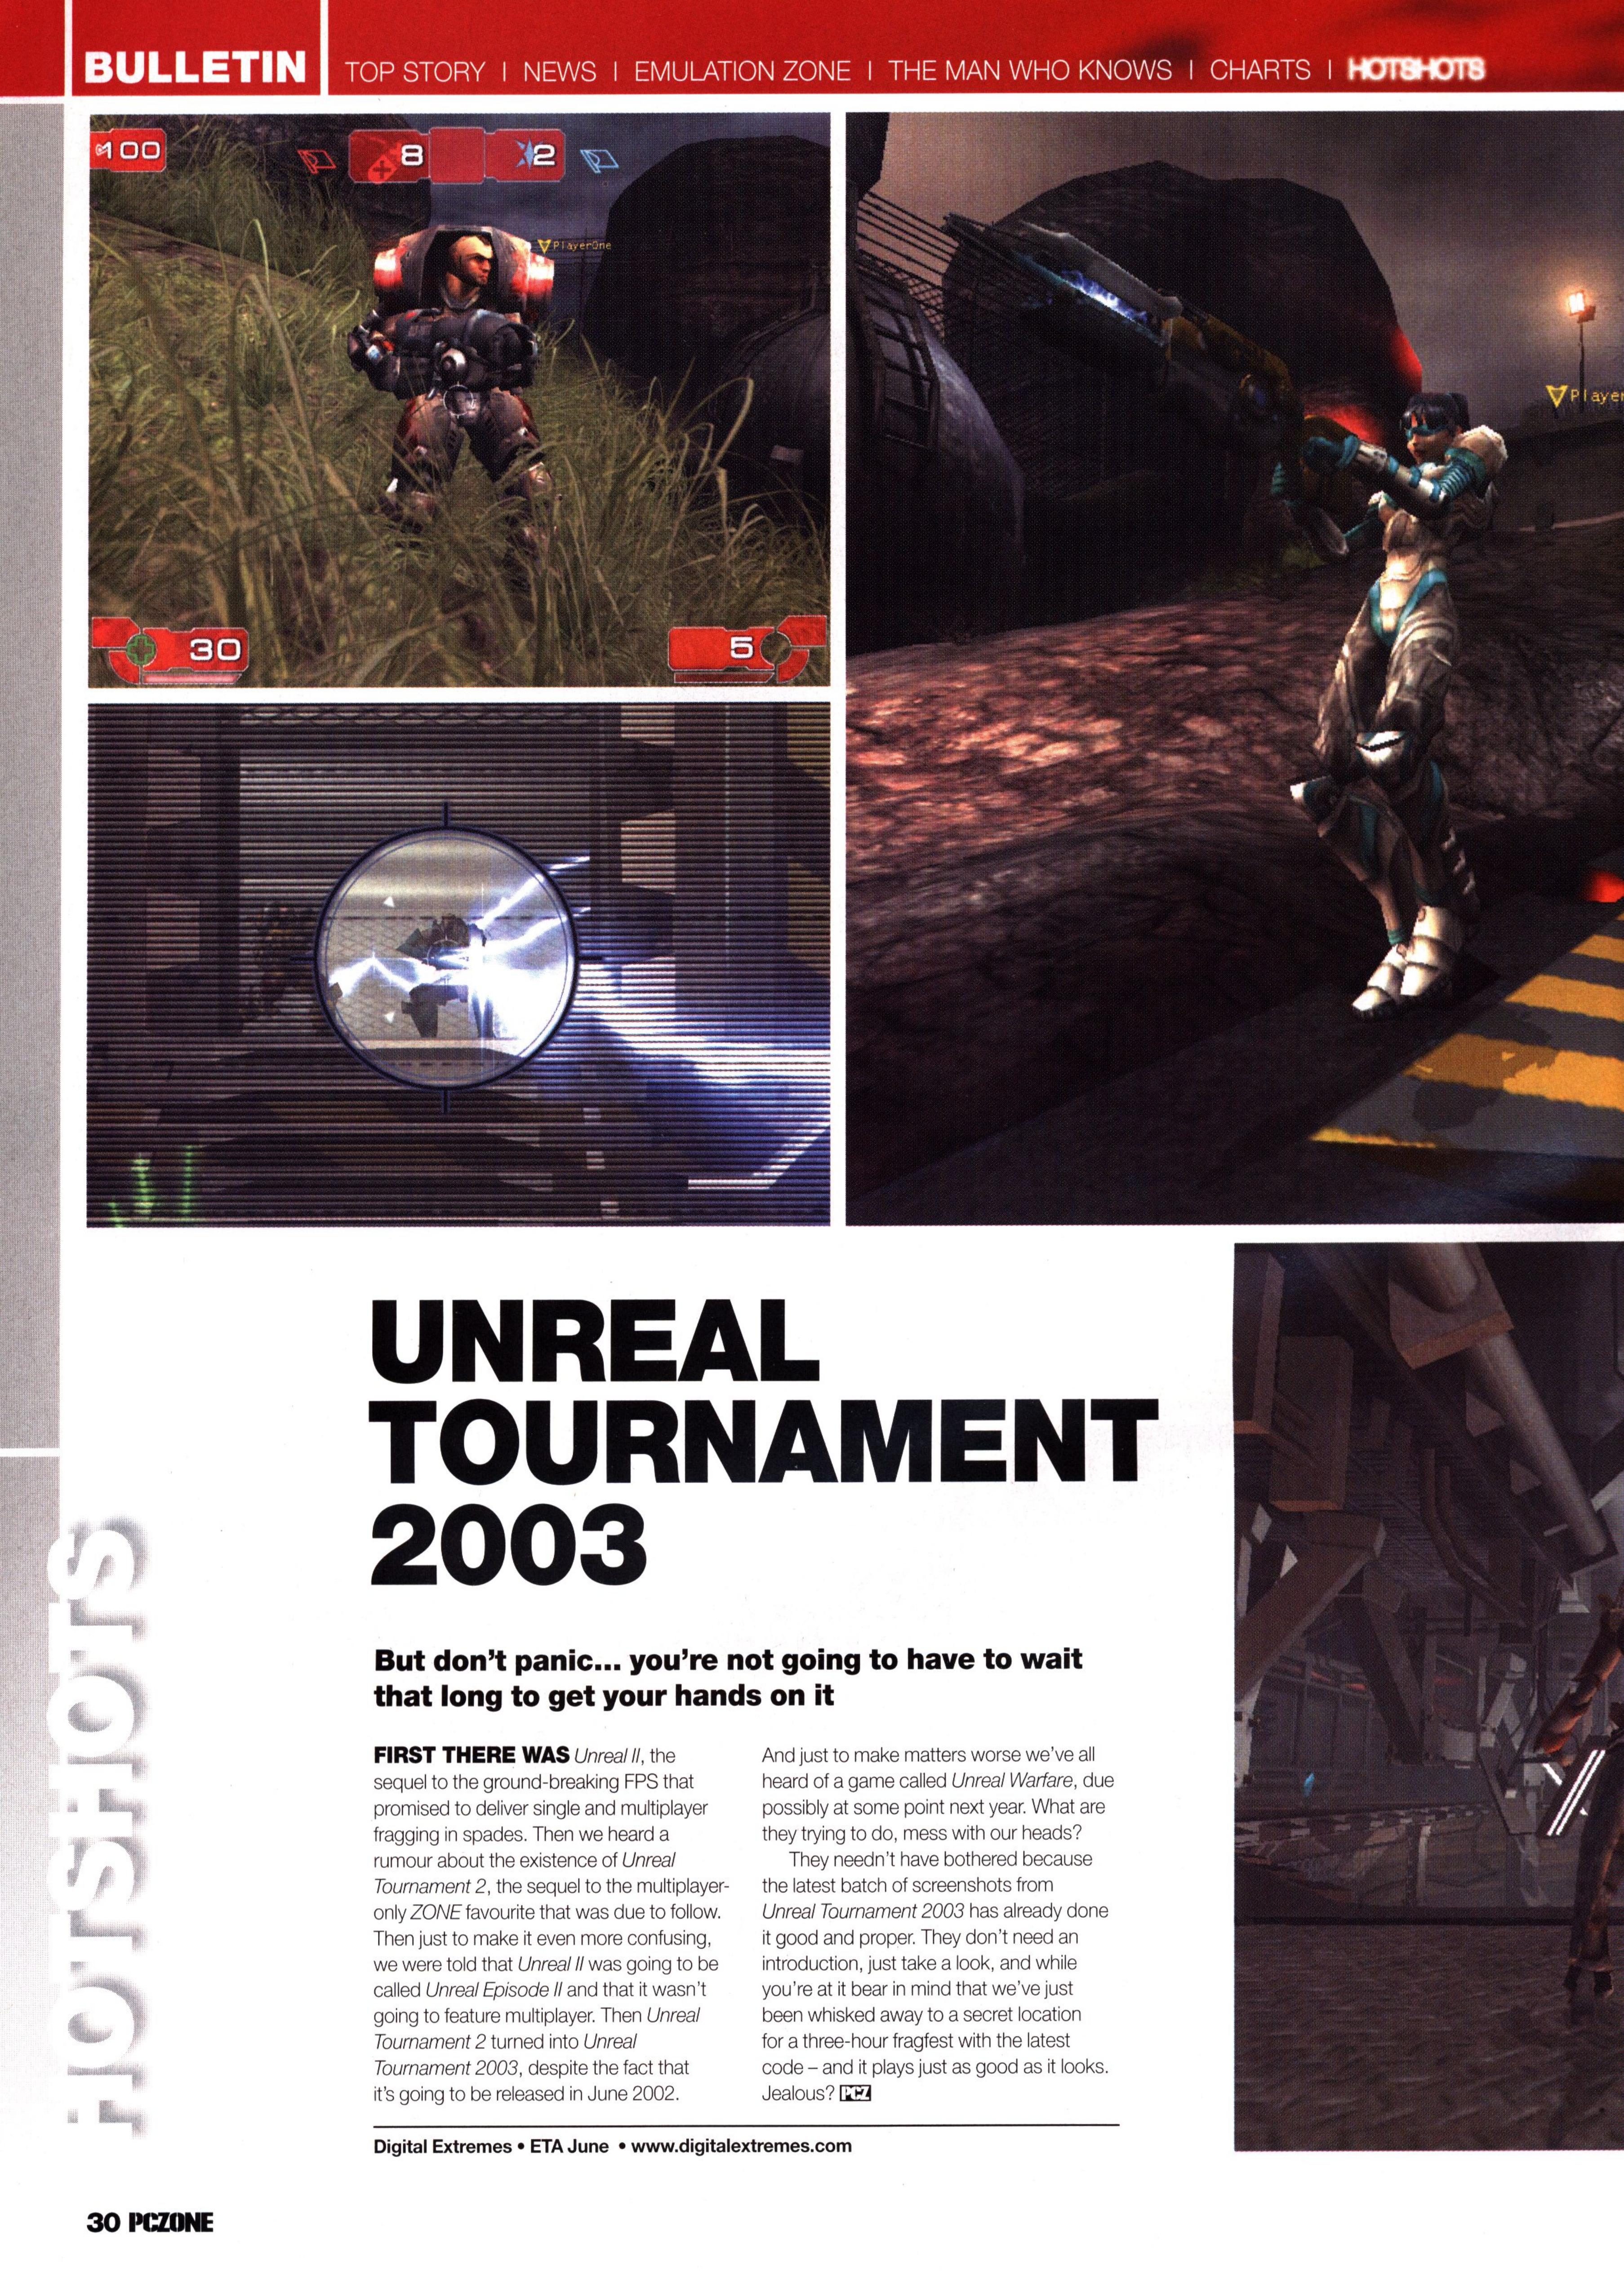 BULLETIN
TOP STORY | NEWS | EMULATION ZONE | THE MAN WHO KNOWS | CHARTS | HOTSHOTS
100
8
2
PlayerOne
30
5
Player
UNREAL
TOURNAMENT
2003
But don't panic... you're not going to have to wait
that long to get your hands on it
FIRST THERE WAS Unreal II, the
sequel to the ground-breaking FPS that
promised to deliver single and multiplayer
fragging in spades. Then we heard a
rumour about the existence of Unreal
Tournament 2, the sequel to the multiplayer-
only ZONE favourite that was due to follow.
Then just to make it even more confusing,
we were told that Unreal II was going to be
called Unreal Episode II and that it wasn't
going to feature multiplayer. Then Unreal
Tournament 2 turned into Unreal
Tournament 2003, despite the fact that
it's going to be released in June 2002.
And just to make matters worse we've all
heard of a game called Unreal Warfare, due
possibly at some point next year. What are
they trying to do, mess with our heads?
They needn't have bothered because
the latest batch of screenshots from
Unreal Tournament 2003 has already done
it good and proper. They don't need an
introduction, just take a look, and while
you're at it bear in mind that we've just
been whisked away to a secret location
for a three-hour fragfest with the latest
code – and it plays just as good as it looks.
Jealous? PCZ
Digital Extremes • ETA June • www.digitalextremes.com
HOTSHOTS
30 PCZONE